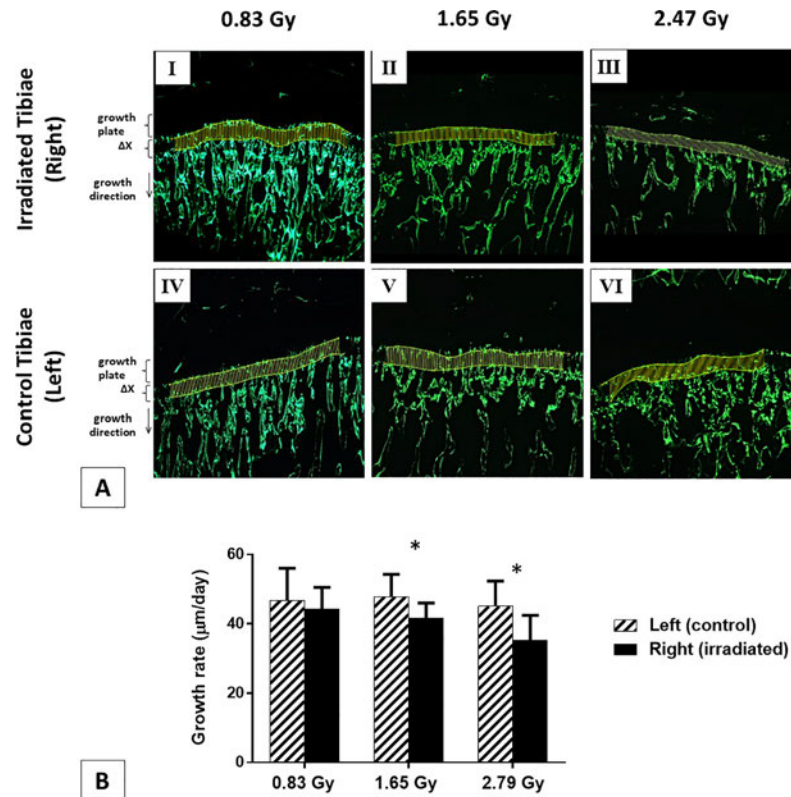 0.83 Gy 1.65 Gy 2.47 Gy
Irradiated Tibiae
(Right)
I II III
growth
plate
ΔX
growth
direction
Control Tibiae
(Left)
IV V VI
growth
plate
ΔX
growth
direction
A
Growth rate (μm/day)
60
40
20
0
*
*
0.83 Gy 1.65 Gy 2.79 Gy
Left (control)
Right (irradiated)
B